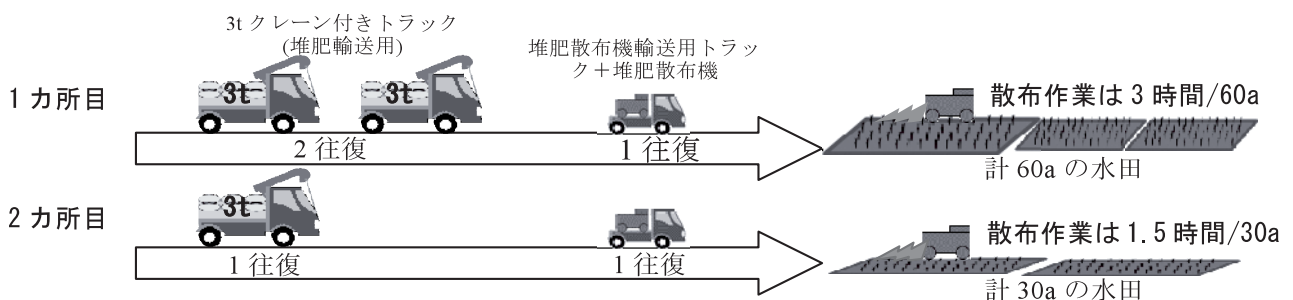 3t クレーン付きトラック
(堆肥輸送用)
堆肥散布機輸送用トラッ
ク＋堆肥散布機
1 カ所目
3t
3t
散布作業は 3 時間/60a
2 往復
1 往復
計 60a の水田
2 カ所目
3t
散布作業は 1.5 時間/30a
1 往復
1 往復
計 30a の水田